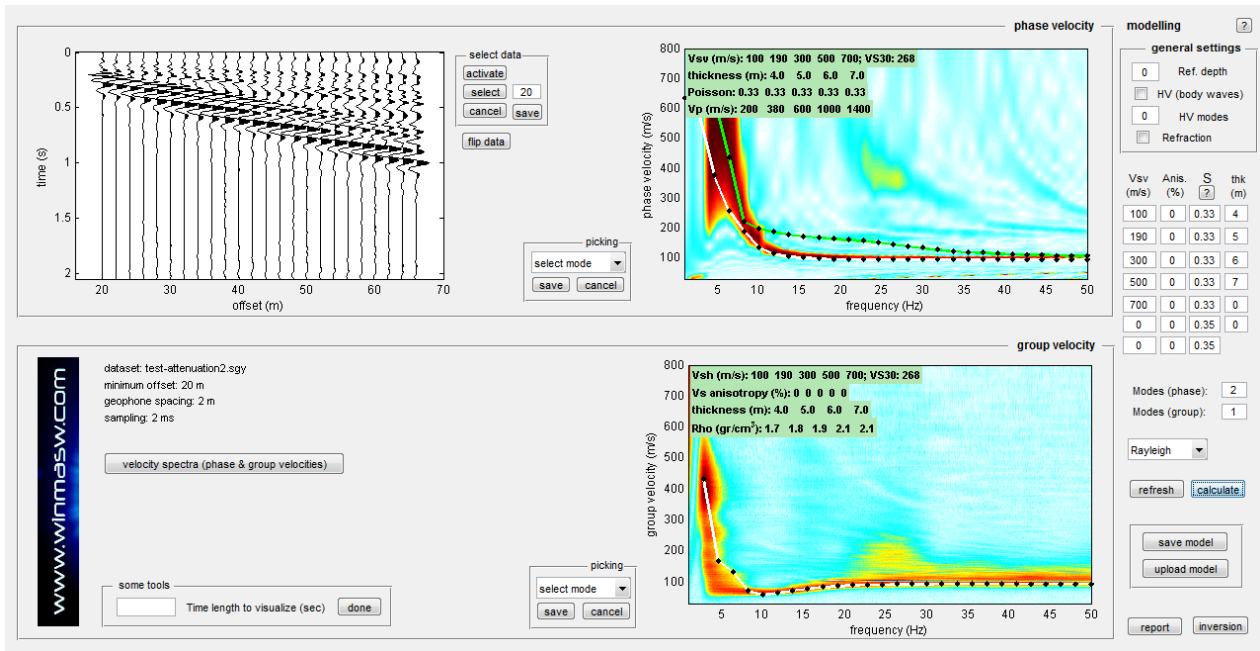 phase velocity
0
0.5
1
1.5
2
time (s)
20
30
40
50
60
70
offset (m)
select data
activate
select
20
cancel
save
flip data
picking
select mode
save
cancel
800
700
600
500
400
300
200
100
phase velocity (m/s)
Vsv (m/s): 100 190 300 500 700; VS30: 268
thickness (m): 4.0 5.0 6.0 7.0
Poisson: 0.33 0.33 0.33 0.33 0.33
Vp (m/s): 200 380 600 1000 1400
5
10
15
20
25
30
35
40
45
50
frequency (Hz)
modelling
?
general settings
0 Ref. depth
HV (body waves)
0 HV modes
Refraction
Vsv Anis. S thk
(m/s) (%) ? (m)
100 0 0.33 4
190 0 0.33 5
300 0 0.33 6
500 0 0.33 7
700 0 0.33 0
0 0 0.35 0
0 0 0.35
Modes (phase): 2
Modes (group): 1
Rayleigh
refresh
calculate
save model
upload model
report
inversion
group velocity
www.winmasw.com
dataset: test-attenuation2.sgy
minimum offset: 20 m
geophone spacing: 2 m
sampling: 2 ms
velocity spectra (phase & group velocities)
some tools
Time length to visualize (sec)
done
picking
select mode
save
cancel
800
700
600
500
400
300
200
100
group velocity (m/s)
Vsh (m/s): 100 190 300 500 700; VS30: 268
Vs anisotropy (%): 0 0 0 0 0
thickness (m): 4.0 5.0 6.0 7.0
Rho (gr/cm³): 1.7 1.8 1.9 2.1 2.1
5
10
15
20
25
30
35
40
45
50
frequency (Hz)